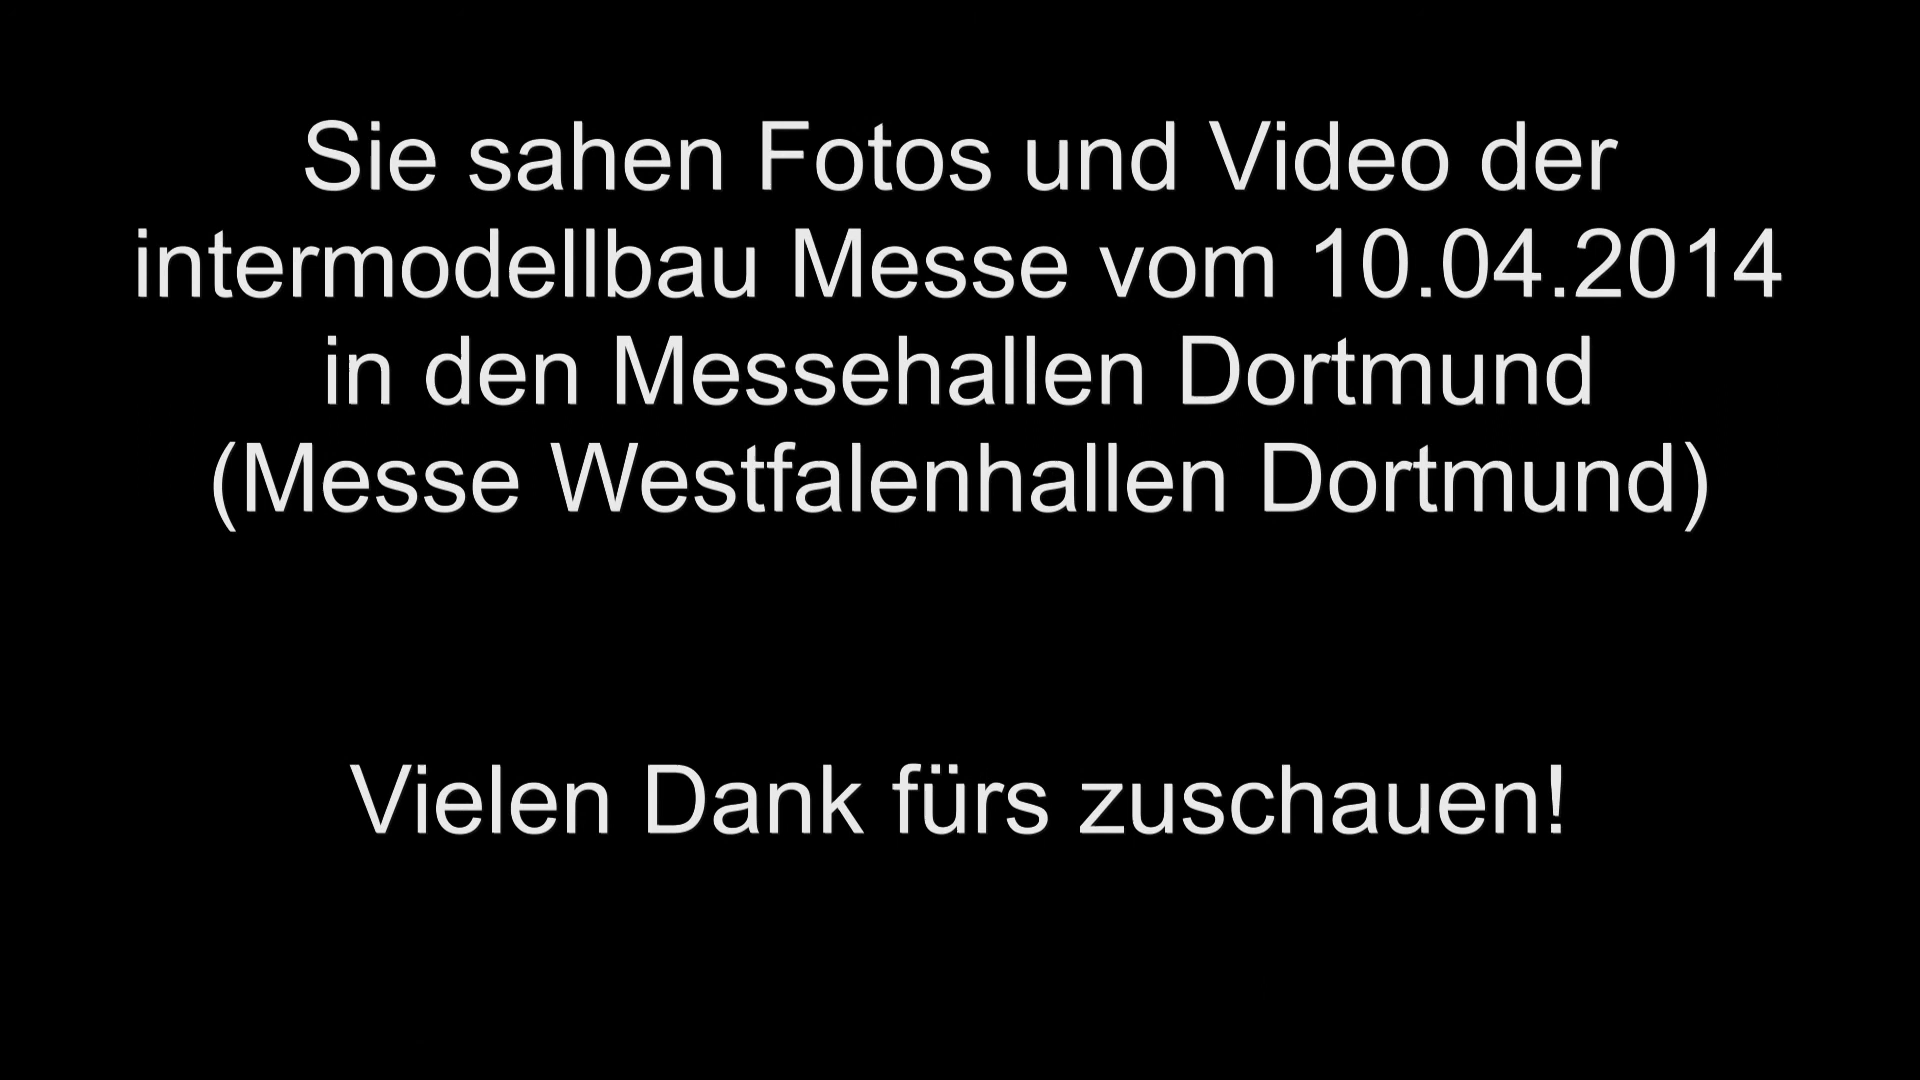 Sie sahen Fotos und Video der
intermodellbau Messe vom 10.04.2014
in den Messehallen Dortmund
(Messe Westfalenhallen Dortmund)
Vielen Dank fürs zuschauen!